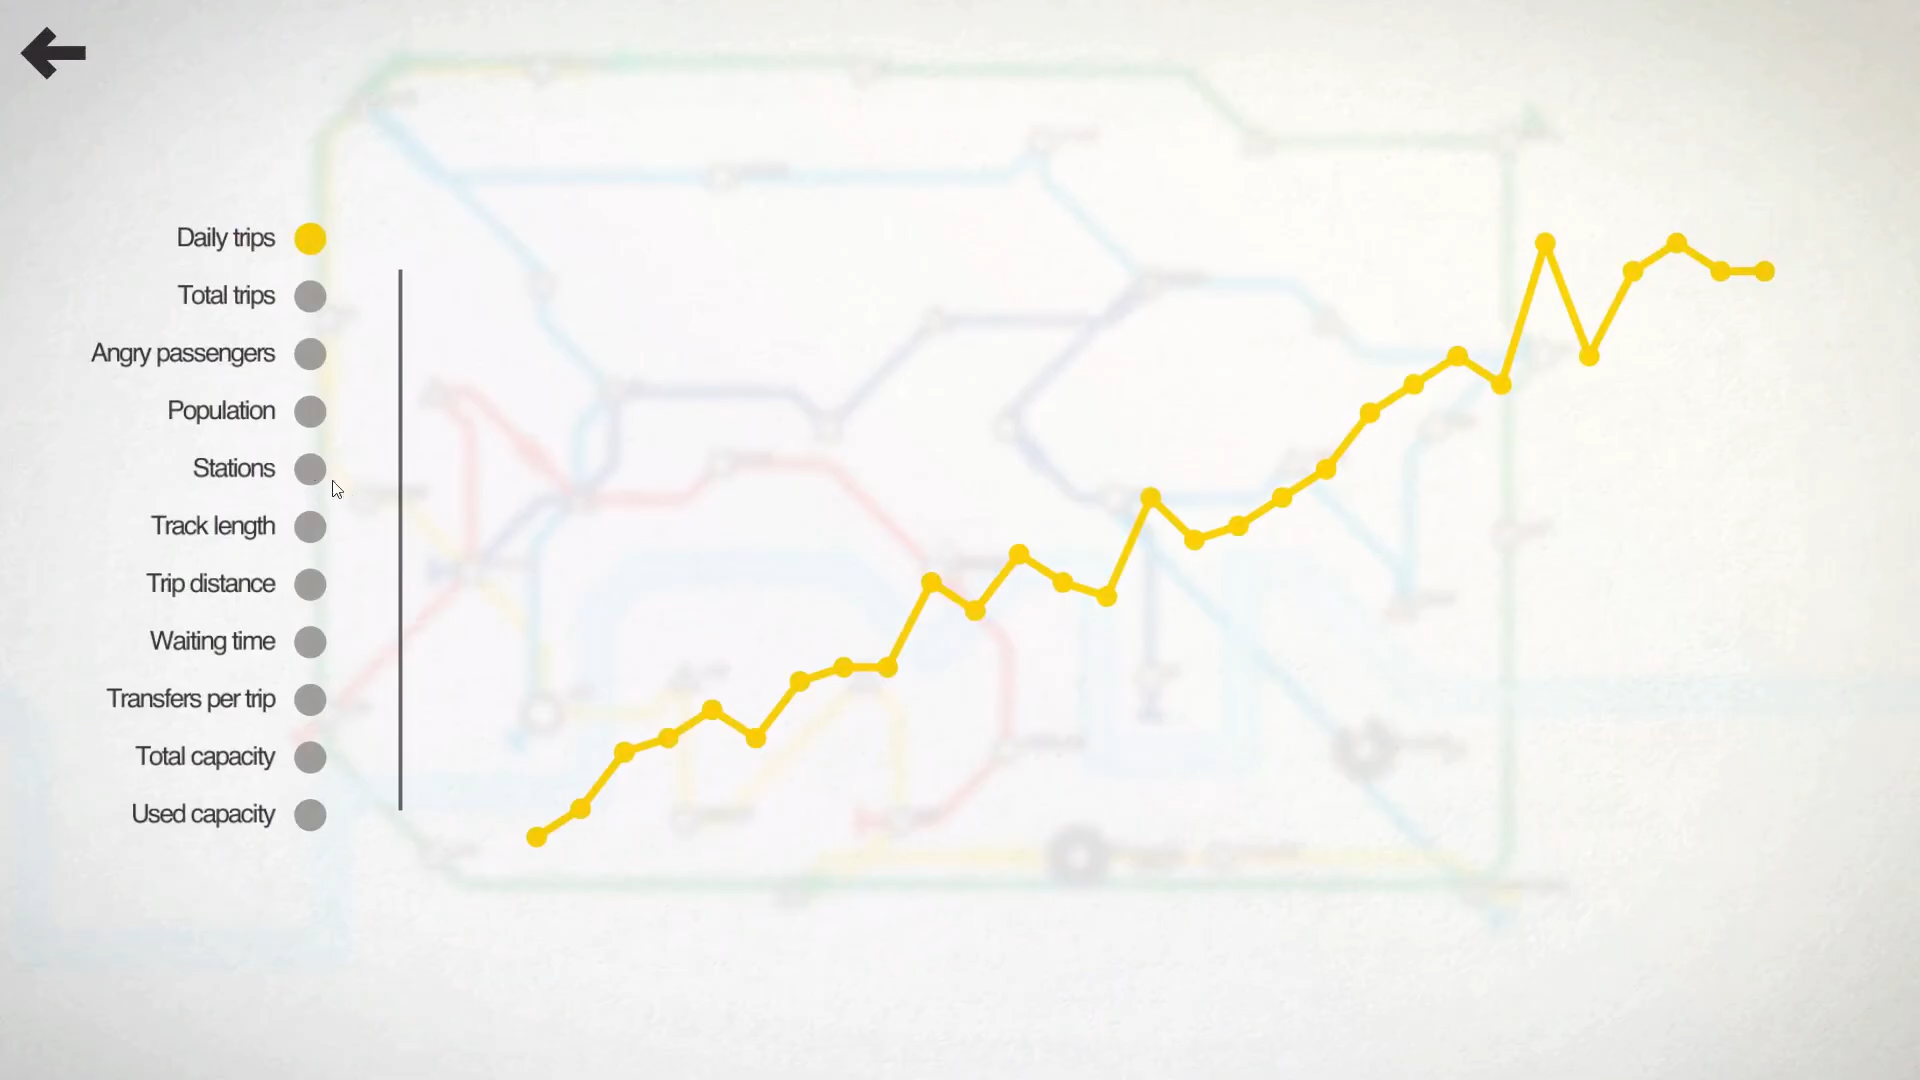 Daily trips
Total trips
Angry passengers
Population
Stations
Track length
Trip distance
Waiting time
Transfers per trip
Total capacity
Used capacity